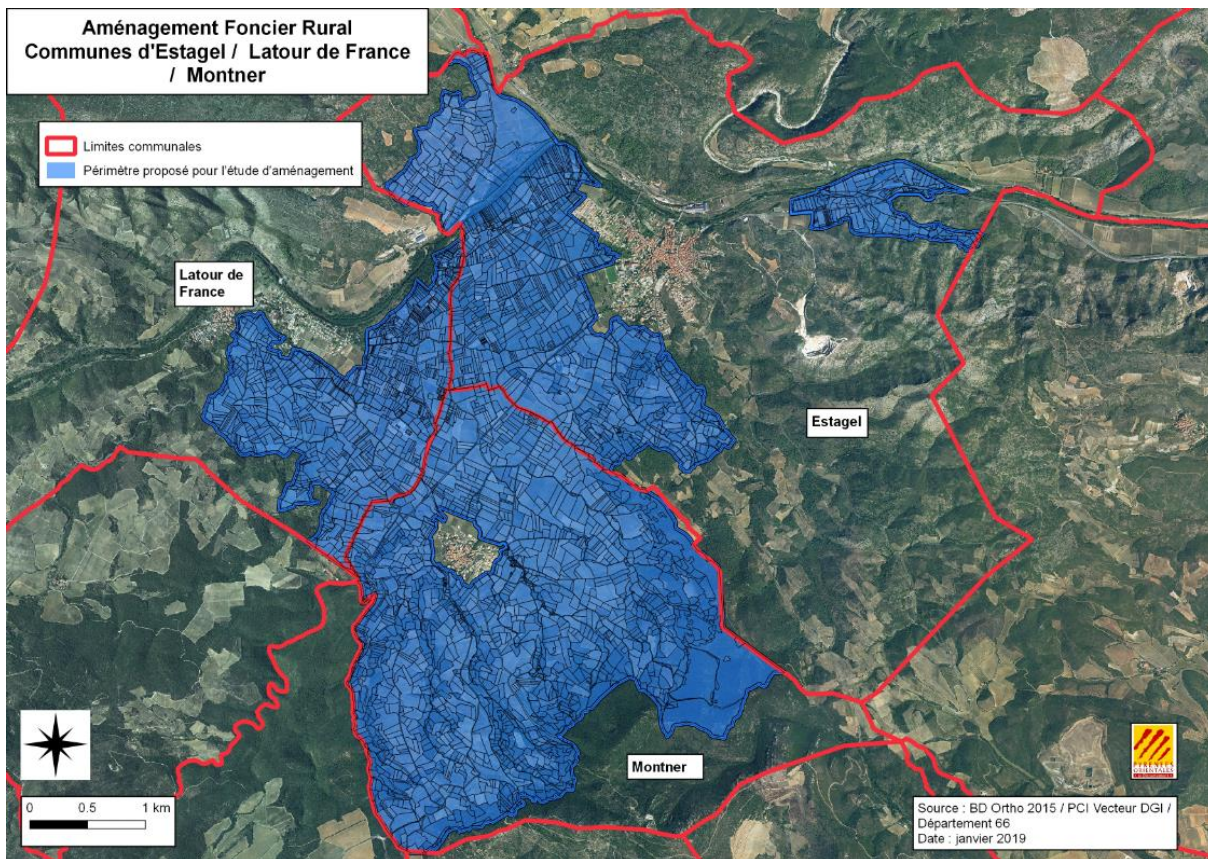 Aménagement Foncier Rural
Communes d'Estagel / Latour de France
/ Montner
Limites communales
Périmètre proposé pour l'étude d'aménagement
Latour de
France
Estagel
Montner
0 0.5 1 km
PYRÉNÉES
ORIENTALES
Source : BD Ortho 2015 / PCI Vecteur DGI /
Département 66
Date : janvier 2019